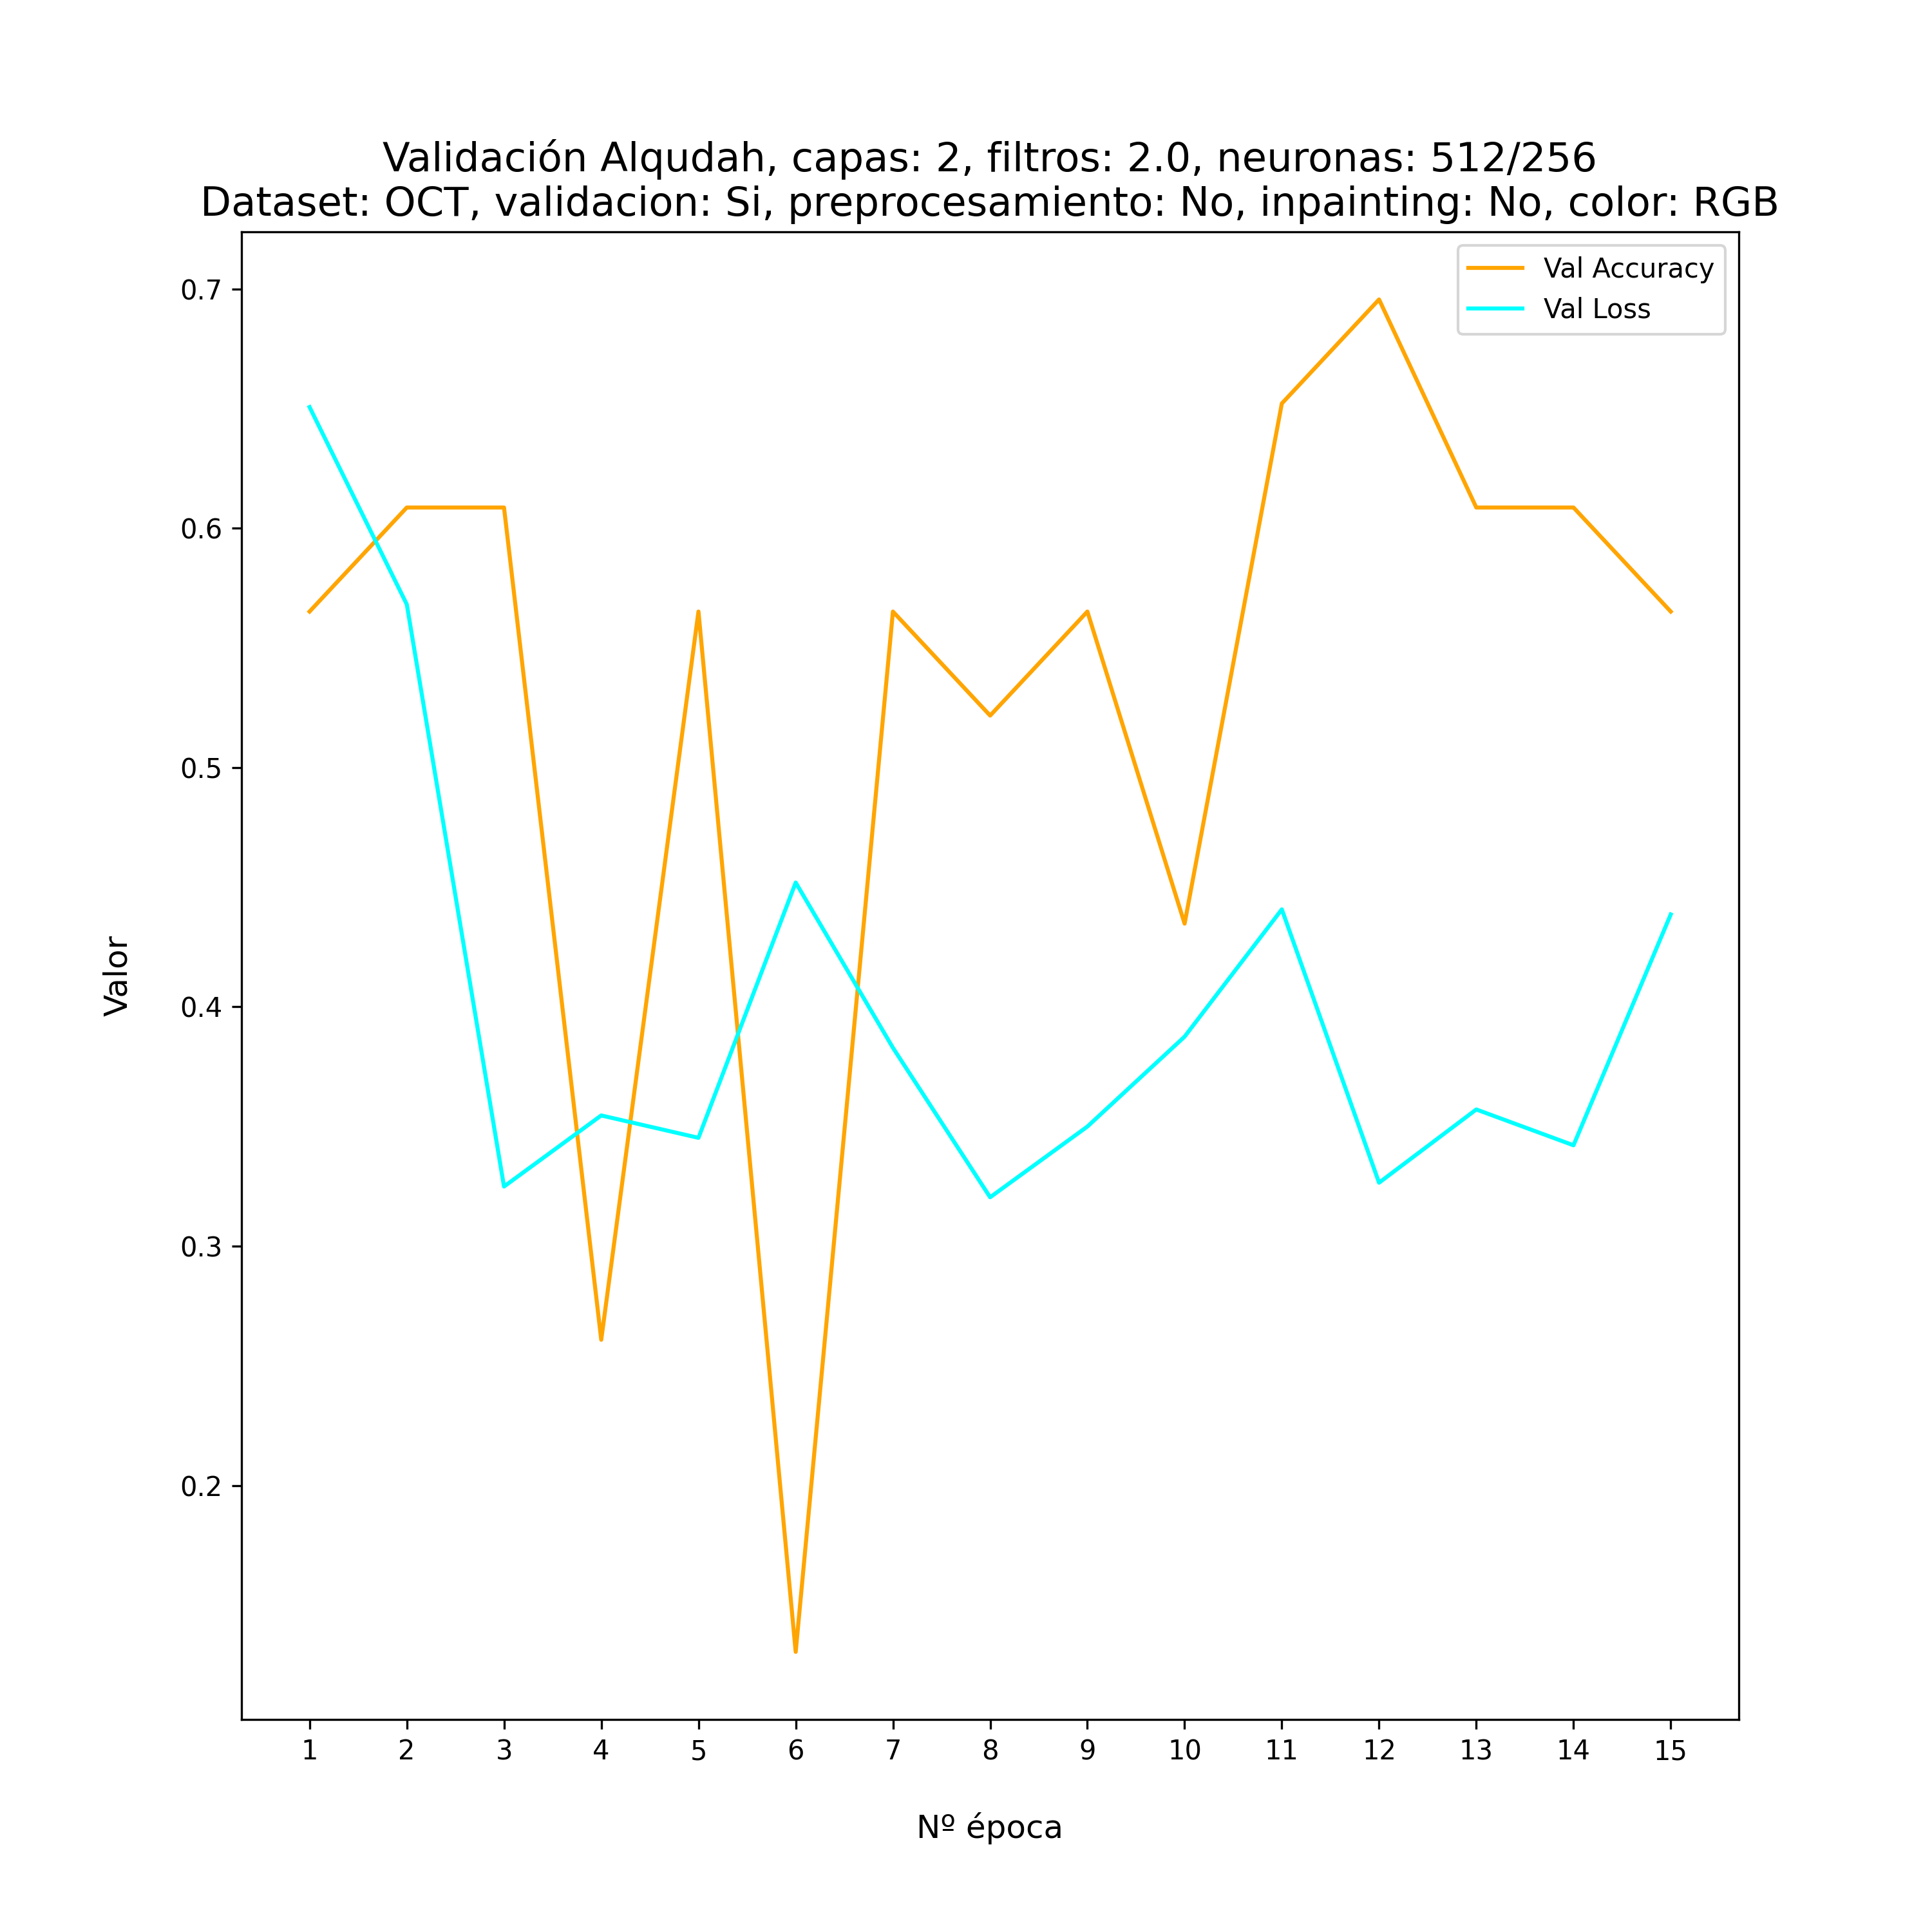 Validación Alqudah, capas: 2, filtros: 2.0, neuronas: 512/256
Dataset: OCT, validacion: Si, preprocesamiento: No, inpainting: No, color: RGB
Val Accuracy
Val Loss
0.7
0.6
0.5
0.4
0.3
0.2
Valor
1 2 3 4 5 6 7 8 9 10 11 12 13 14 15
Nº época